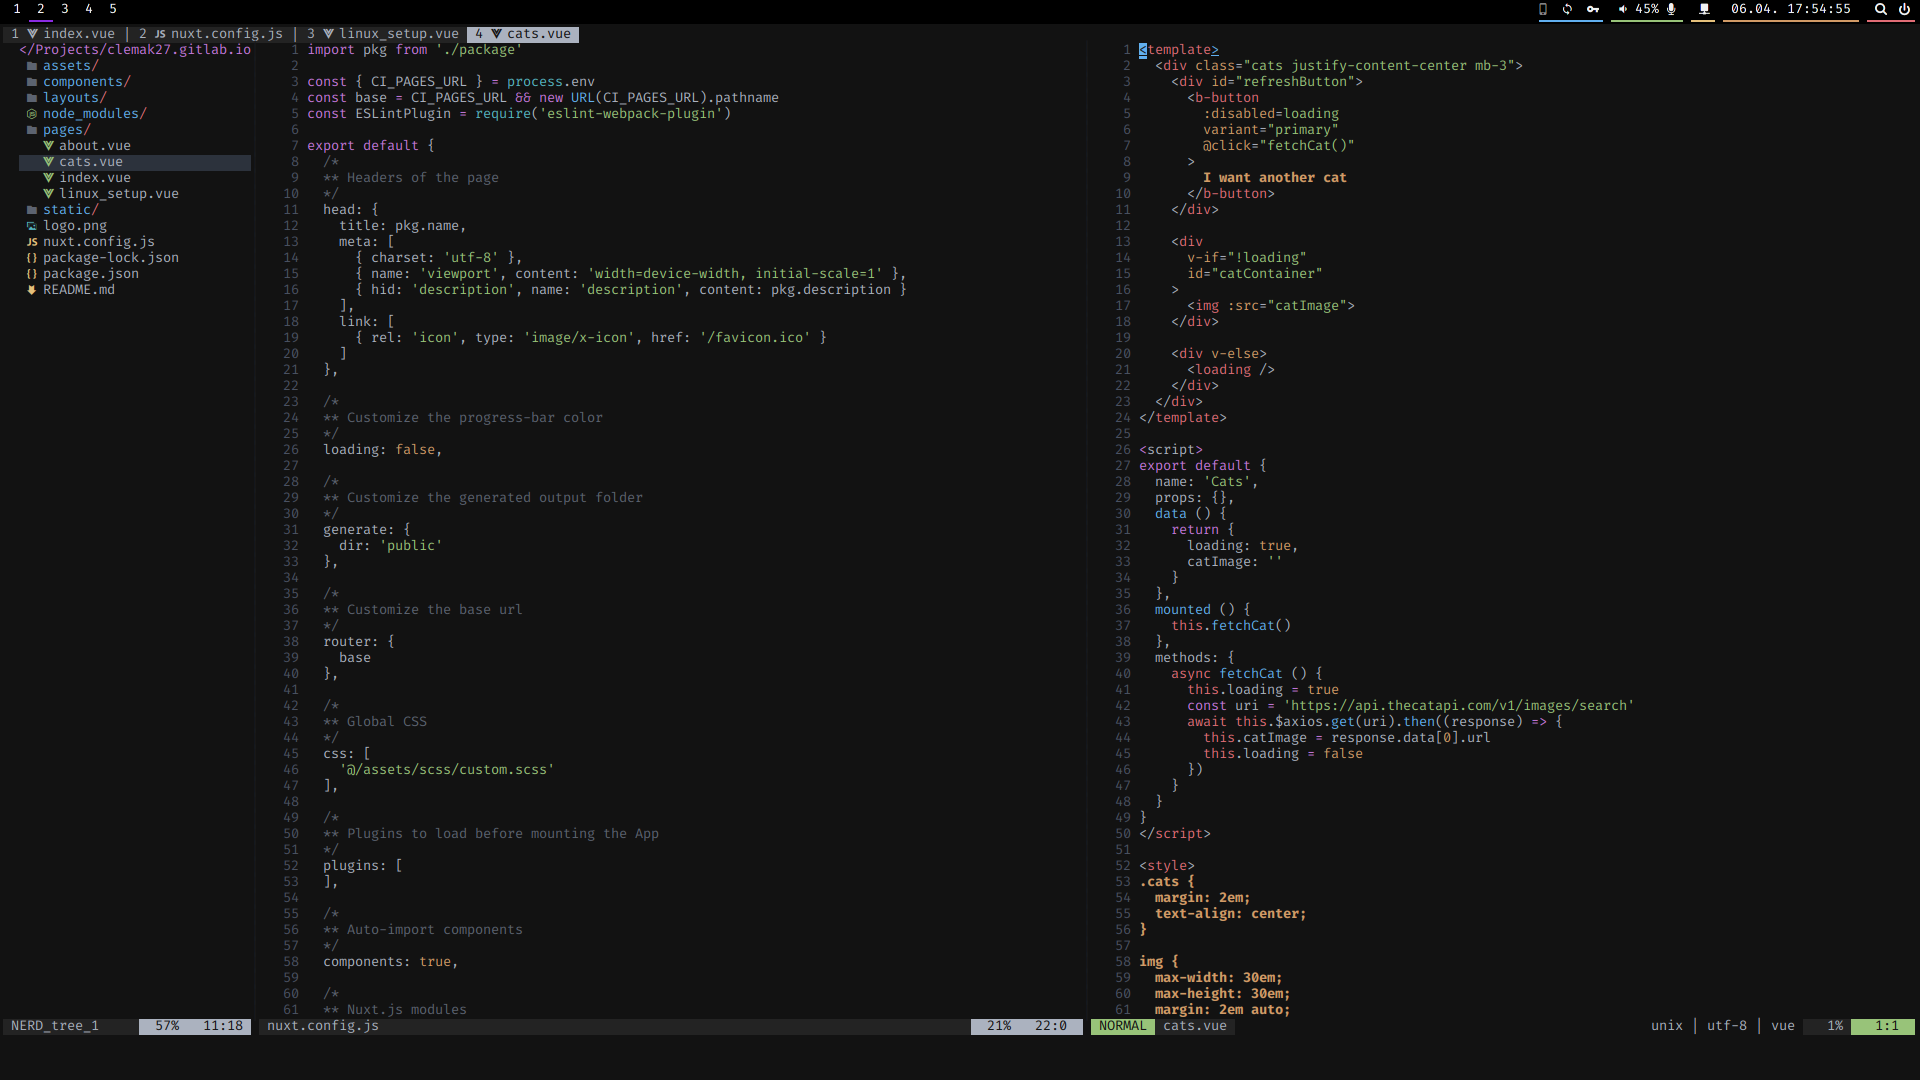 1 2 3 4 5
45% 06.04. 17:54:55
1 index.vue | 2 JS nuxt.config.js | 3 linux_setup.vue 4 cats.vue
</Projects/clemak27.gitlab.io
assets/
components/
layouts/
node_modules/
pages/
about.vue
cats.vue
index.vue
linux_setup.vue
static/
logo.png
JS nuxt.config.js
{} package-lock.json
{} package.json
README.md
NERD_tree_1 57% 11:18
1 import pkg from './package'
2
3 const { CI_PAGES_URL } = process.env
4 const base = CI_PAGES_URL && new URL(CI_PAGES_URL).pathname
5 const ESLintPlugin = require('eslint-webpack-plugin')
6
7 export default {
8 /*
9 ** Headers of the page
10 */
11 head: {
12 title: pkg.name,
13 meta: [
14 { charset: 'utf-8' },
15 { name: 'viewport', content: 'width=device-width, initial-scale=1' },
16 { hid: 'description', name: 'description', content: pkg.description }
17 ],
18 link: [
19 { rel: 'icon', type: 'image/x-icon', href: '/favicon.ico' }
20 ]
21 },
22
23 /*
24 ** Customize the progress-bar color
25 */
26 loading: false,
27
28 /*
29 ** Customize the generated output folder
30 */
31 generate: {
32 dir: 'public'
33 },
34
35 /*
36 ** Customize the base url
37 */
38 router: {
39 base
40 },
41
42 /*
43 ** Global CSS
44 */
45 css: [
46 '@/assets/scss/custom.scss'
47 ],
48
49 /*
50 ** Plugins to load before mounting the App
51 */
52 plugins: [
53 ],
54
55 /*
56 ** Auto-import components
57 */
58 components: true,
59
60 /*
61 ** Nuxt.js modules
nuxt.config.js 21% 22:0
1 <template>
2 <div class="cats justify-content-center mb-3">
3 <div id="refreshButton">
4 <b-button
5 :disabled=loading
6 variant="primary"
7 @click="fetchCat()"
8 >
9 I want another cat
10 </b-button>
11 </div>
12
13 <div
14 v-if="!loading"
15 id="catContainer"
16 >
17 <img :src="catImage">
18 </div>
19
20 <div v-else>
21 <loading />
22 </div>
23 </div>
24 </template>
25
26 <script>
27 export default {
28 name: 'Cats',
29 props: {},
30 data () {
31 return {
32 loading: true,
33 catImage: ''
34 }
35 },
36 mounted () {
37 this.fetchCat()
38 },
39 methods: {
40 async fetchCat () {
41 this.loading = true
42 const uri = 'https://api.thecatapi.com/v1/images/search'
43 await this.$axios.get(uri).then((response) => {
44 this.catImage = response.data[0].url
45 this.loading = false
46 })
47 }
48 }
49 }
50 </script>
51
52 <style>
53 .cats {
54 margin: 2em;
55 text-align: center;
56 }
57
58 img {
59 max-width: 30em;
60 max-height: 30em;
61 margin: 2em auto;
NORMAL cats.vue unix | utf-8 | vue 1% 1:1